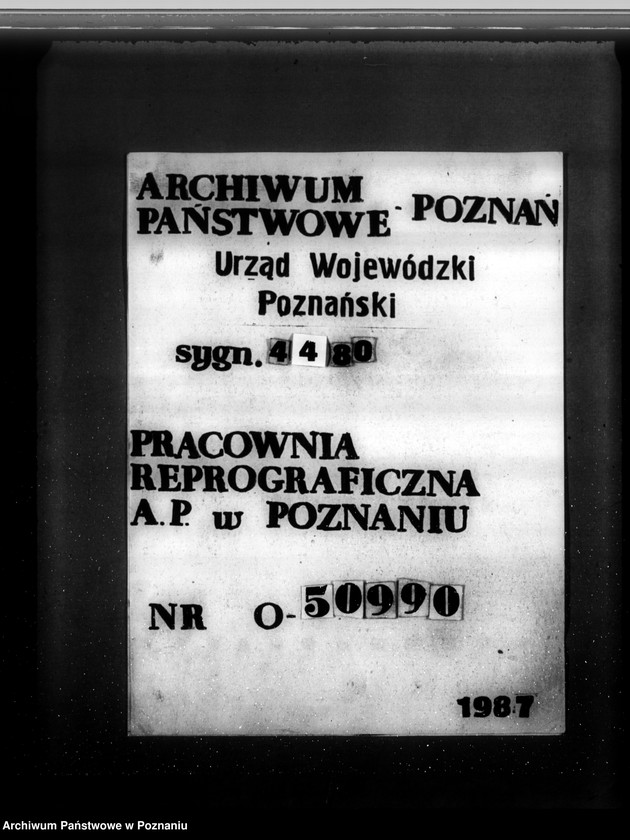 ARCHIWUM
PAŃSTWOWE - POZNAŃ
Urząd Wojewódzki
Poznański
sygn. 4480
PRACOWNIA
REPROGRAFICZNA
A.P. w POZNANIU
NR O-50990
1987
Archiwum Państwowe w Poznaniu